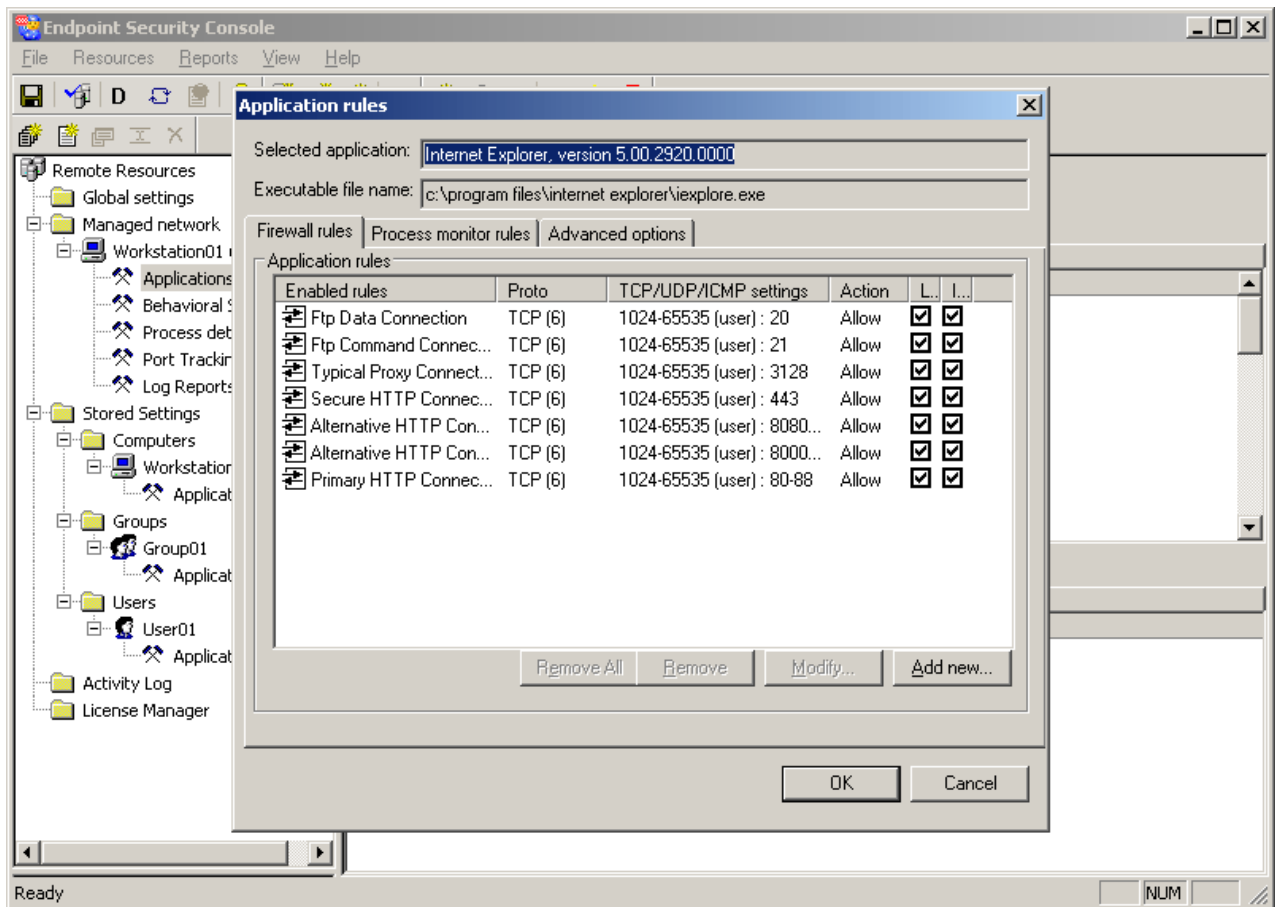 Endpoint Security Console
File Resources Reports View Help
D
Application rules
Selected application: Internet Explorer, version 5.00.2920.0000
Executable file name: c:\program files\internet explorer\iexplore.exe
Firewall rules Process monitor rules Advanced options
Application rules
Enabled rules Proto TCP/UDP/ICMP settings Action L... I...
Ftp Data Connection TCP (6) 1024-65535 (user) : 20 Allow
Ftp Command Connec... TCP (6) 1024-65535 (user) : 21 Allow
Typical Proxy Connect... TCP (6) 1024-65535 (user) : 3128 Allow
Secure HTTP Connec... TCP (6) 1024-65535 (user) : 443 Allow
Alternative HTTP Con... TCP (6) 1024-65535 (user) : 8080... Allow
Alternative HTTP Con... TCP (6) 1024-65535 (user) : 8000... Allow
Primary HTTP Connec... TCP (6) 1024-65535 (user) : 80-88 Allow
Remove All Remove Modify... Add new...
OK Cancel
Remote Resources
Global settings
Managed network
Workstation01
Applications
Behavioral
Process det
Port Trackin
Log Reports
Stored Settings
Computers
Workstation
Applicat
Groups
Group01
Applicat
Users
User01
Applicat
Activity Log
License Manager
Ready NUM